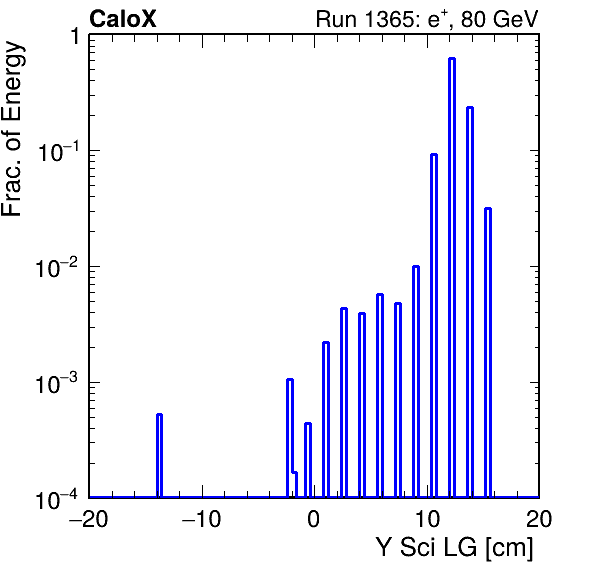 CaloX Run 1365: e⁺, 80 GeV
Frac. of Energy
1
10⁻¹
10⁻²
10⁻³
10⁻⁴
−20 −10 0 10 20
Y Sci LG [cm]